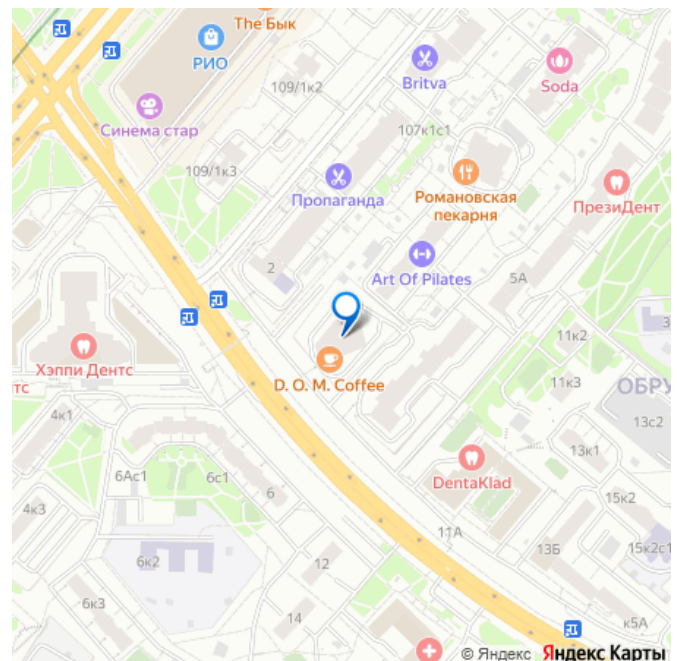 The Бык
РИО
109/1к2
Britva
Soda
Синема стар
107к1с1
109/1к3
Пропаганда
Романовская
пекарня
ПрезиДент
2
Art Of Pilates
5А
Хэппи Дентс
тс
D. O. M. Coffee
11к2
3
11к3
ОБРУ
4к1
13с2
6Ас1
6с1
6
DentaKlad
13к1
4к3
15к2
11А
13Б
15к2с1
6к2
12
6к3
14
к5А
© Яндекс Яндекс Карты